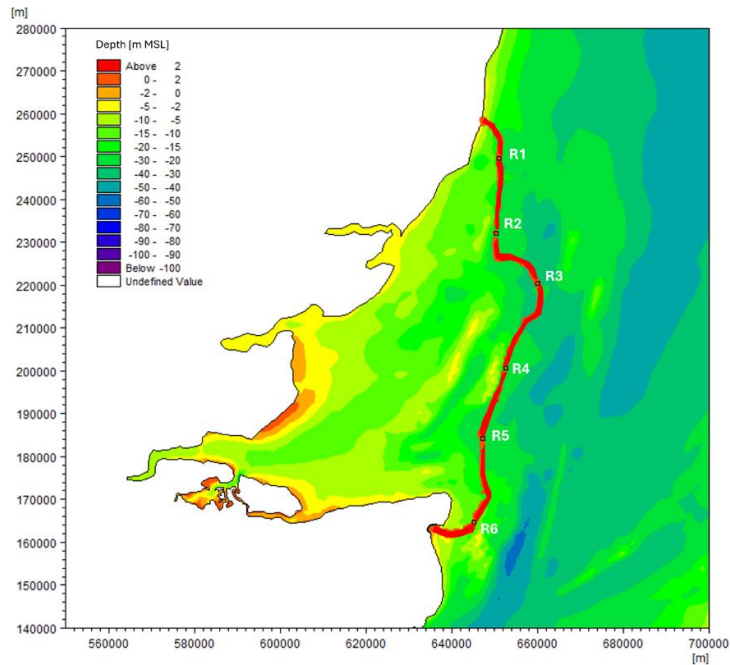 [m]
280000
270000
260000
250000
240000
230000
220000
210000
200000
190000
180000
170000
160000
150000
140000
Depth [m MSL]
Above 2
0 - 2
-2 - 0
-5 - -2
-10 - -5
-15 - -10
-20 - -15
-30 - -20
-40 - -30
-50 - -40
-60 - -50
-70 - -60
-80 - -70
-90 - -80
-100 - -90
Below -100
Undefined Value
R1
R2
R3
R4
R5
R6
560000 580000 600000 620000 640000 660000 680000 700000
[m]